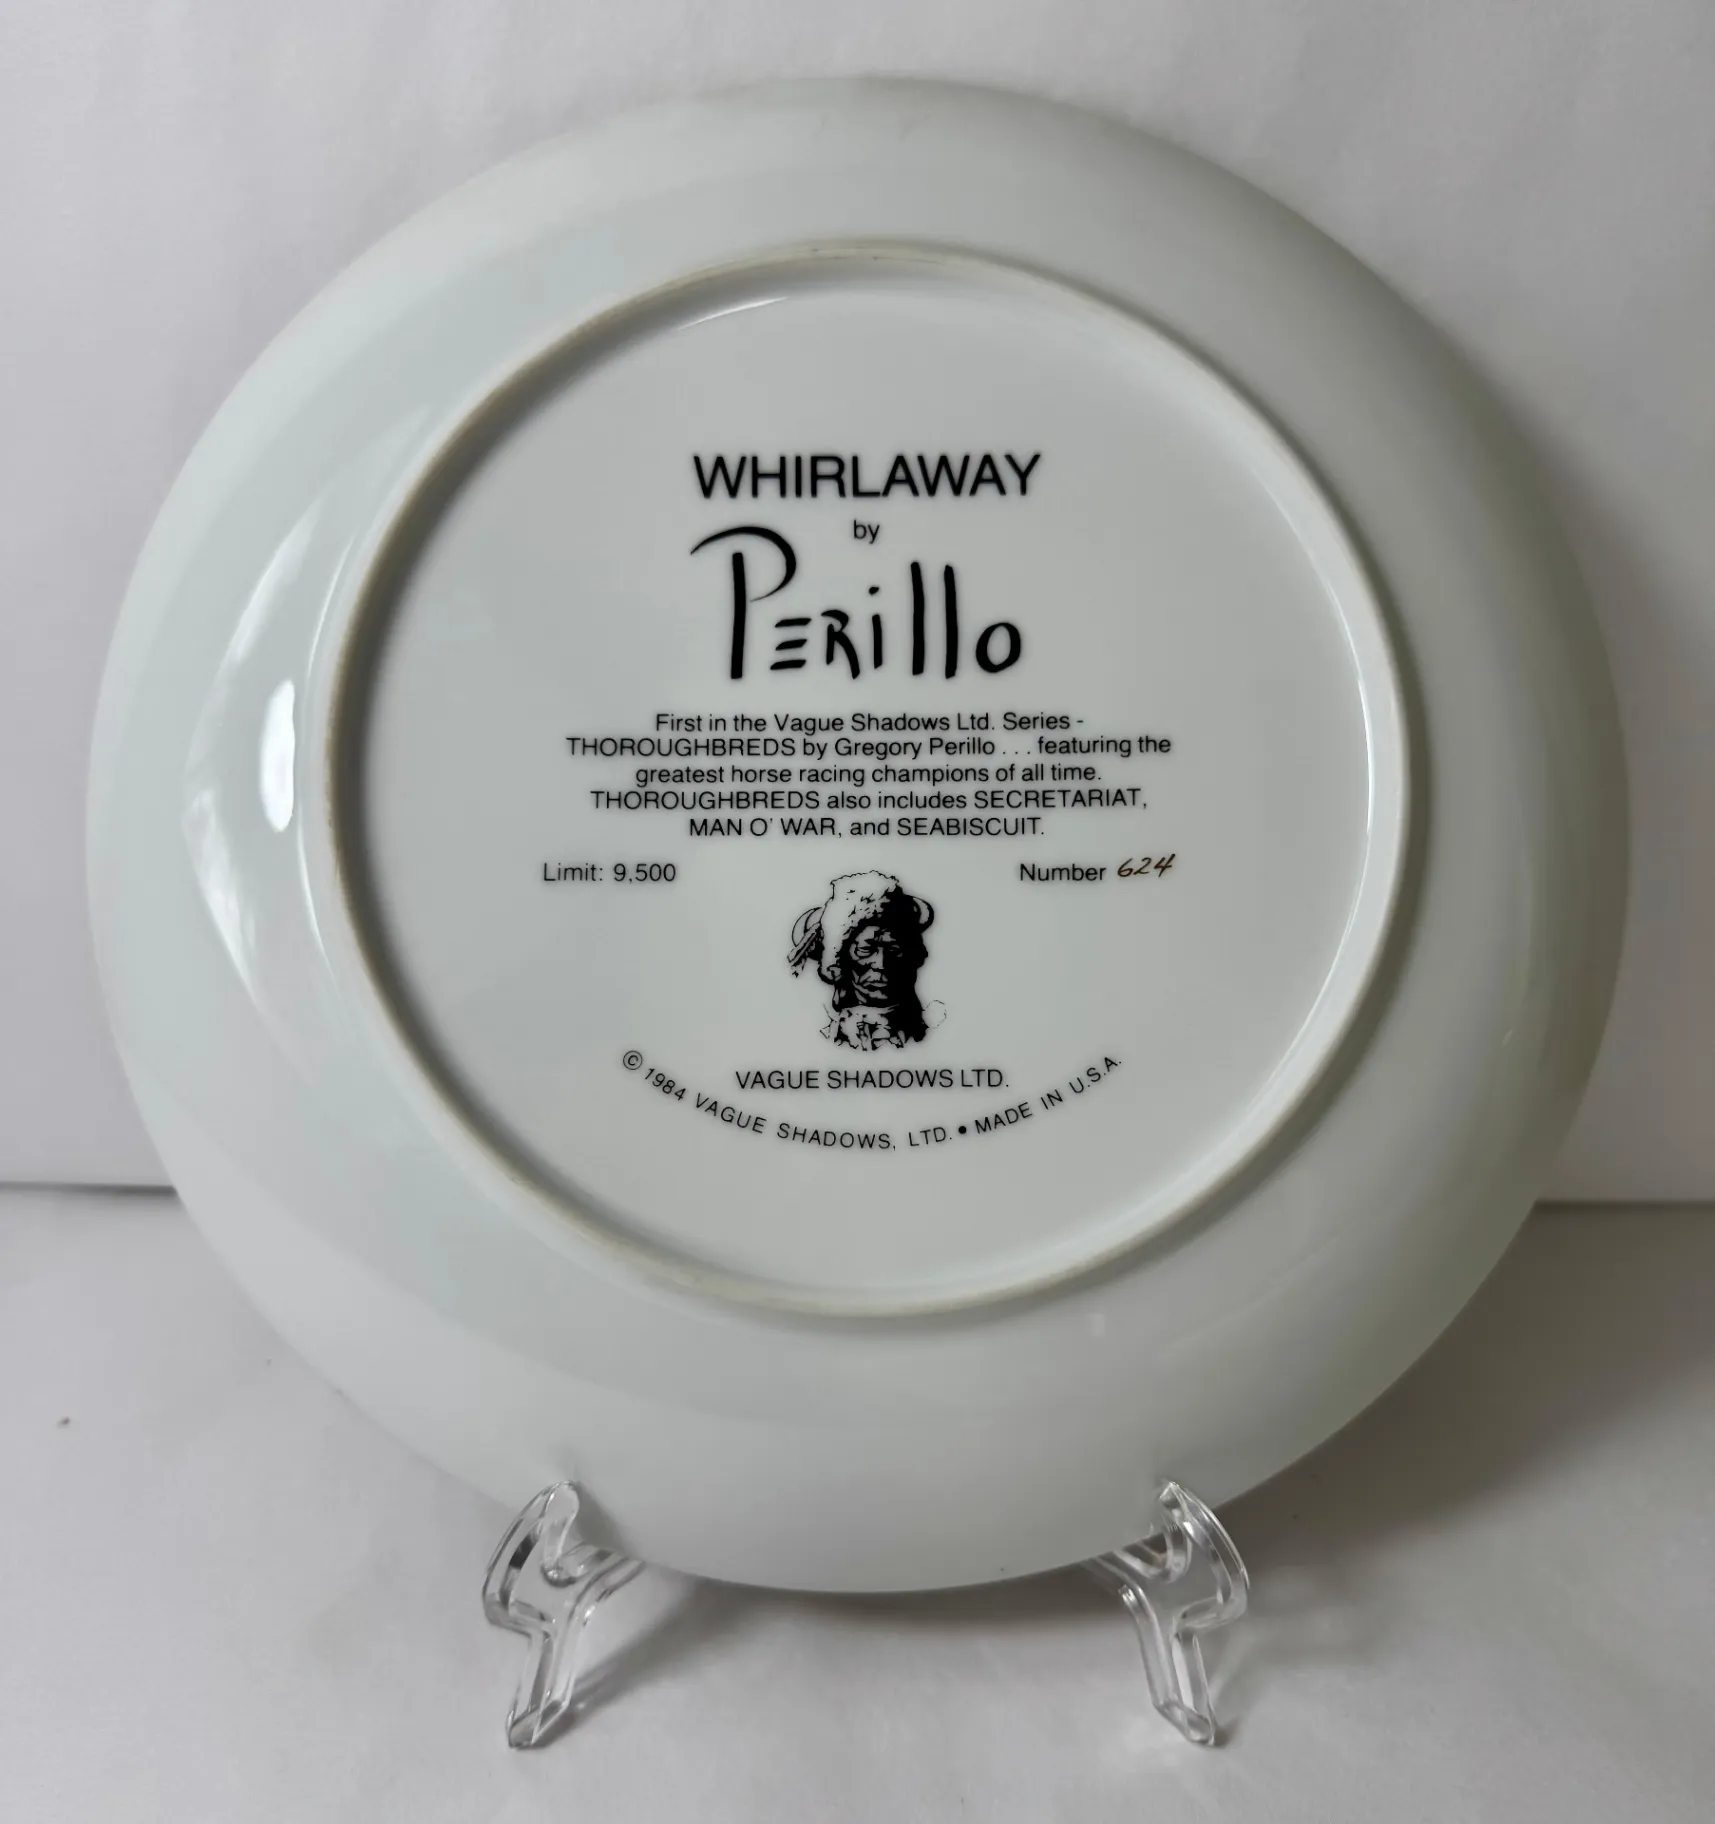 WHIRLAWAY
by
PERillo
First in the Vague Shadows Ltd. Series -
THOROUGHBREDS by Gregory Perillo . . . featuring the
greatest horse racing champions of all time.
THOROUGHBREDS also includes SECRETARIAT,
MAN O' WAR, and SEABISCUIT.
Limit: 9,500 Number 624
VAGUE SHADOWS LTD.
© 1984 VAGUE SHADOWS, LTD. • MADE IN U.S.A.